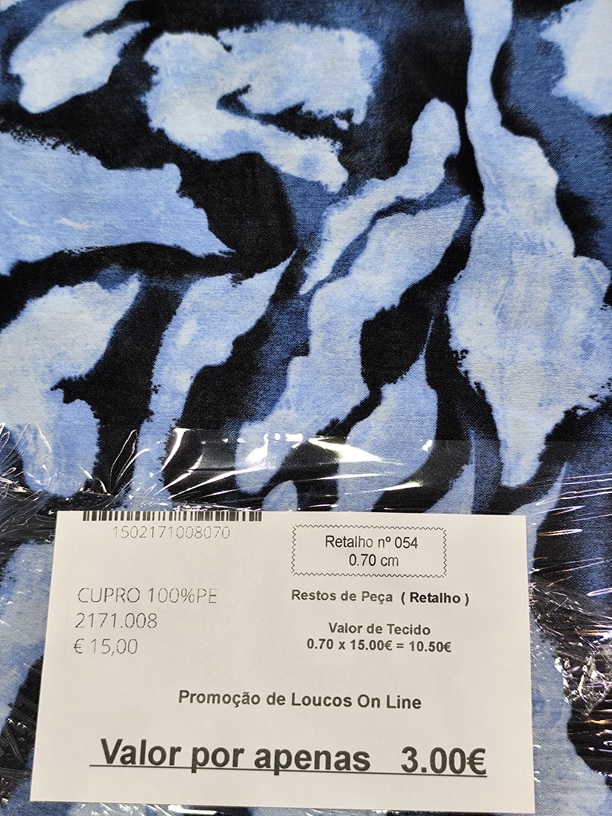 1502171008070
Retalho nº 054
0.70 cm
CUPRO 100%PE
2171.008
€ 15,00
Restos de Peça ( Retalho )
Valor de Tecido
0.70 x 15.00€ = 10.50€
Promoção de Loucos On Line
Valor por apenas 3.00€